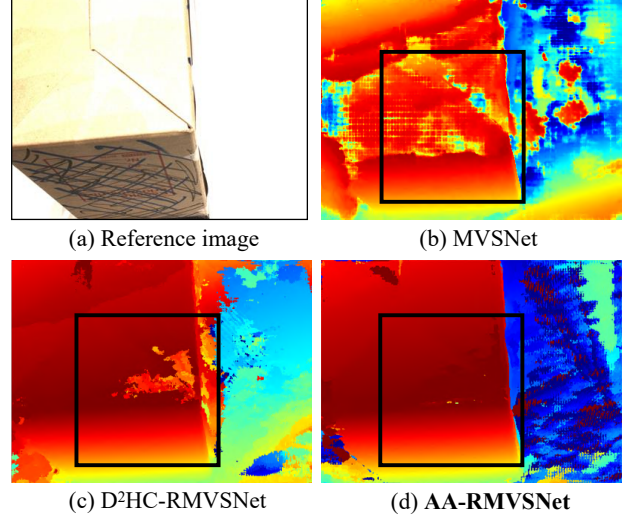 (a) Reference image
(b) MVSNet
(c) D²HC-RMVSNet
(d) AA-RMVSNet